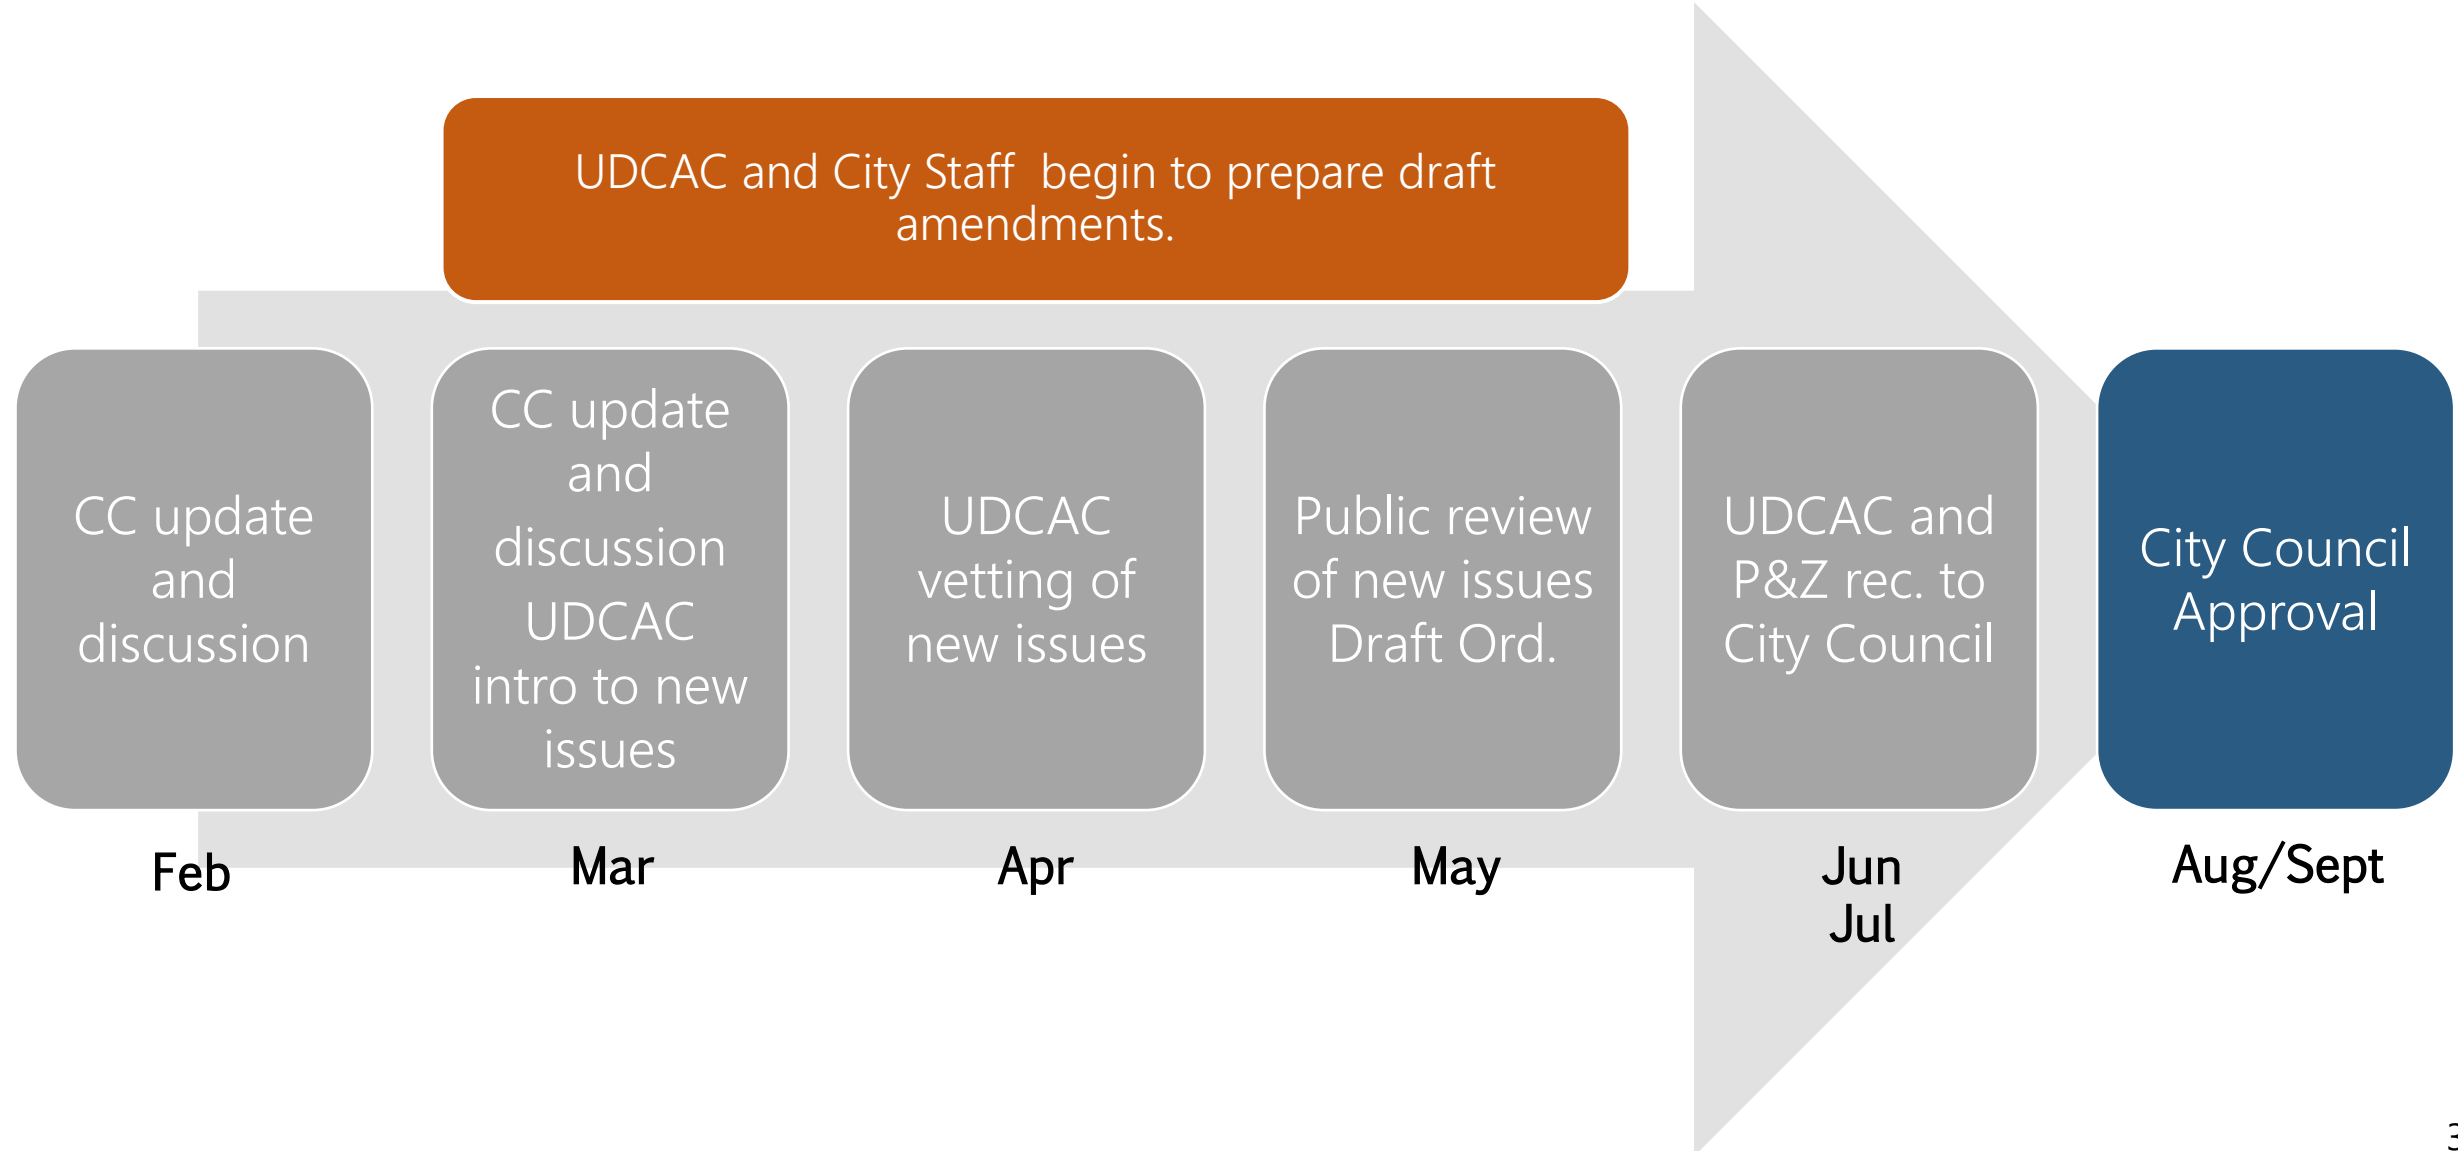 UDCAC and City Staff  begin to prepare draft
amendments.
CC update
and
discussion
CC update
and
discussion
UDCAC
intro to new
issues
UDCAC
vetting of
new issues
Public review
of new issues
Draft Ord.
UDCAC and
P&Z rec. to
City Council
City Council
Approval
Feb
Mar
Apr
May
Jun
Jul
Aug/Sept